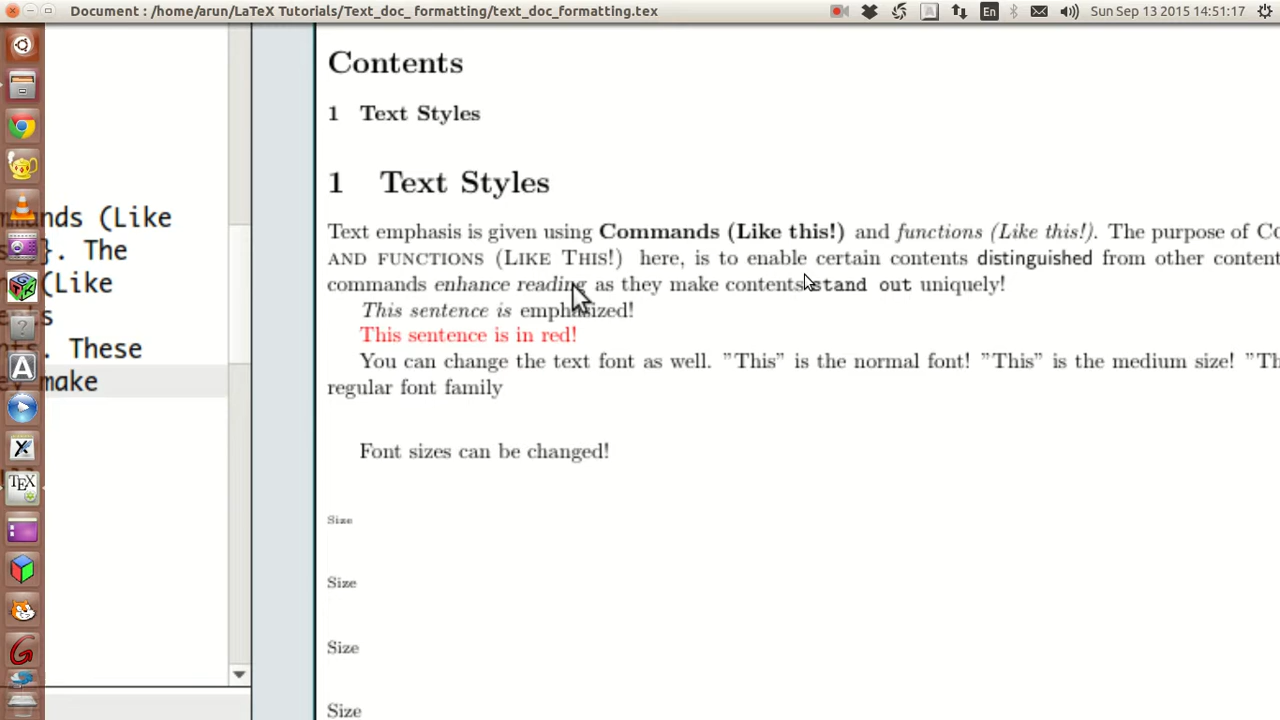 Document : /home/arun/LaTeX Tutorials/Text_doc_ formatting/text_doc_formatting.tex
En
Sun Sep 13 2015 14:51:17
mmands (Like
}. The
(Like
ts. These
make
TEX
Contents
1 Text Styles
1 Text Styles
Text emphasis is given using Commands (Like this!) and functions (Like this!). The purpose of Co
AND FUNCTIONS (LIKE THIS!) here, is to enable certain contents distinguished from other content
commands enhance reading as they make contents stand out uniquely!
This sentence is emphasized!
This sentence is in red!
You can change the text font as well. "This" is the normal font! "This" is the medium size! "Th
regular font family
Font sizes can be changed!
Size
Size
Size
Size